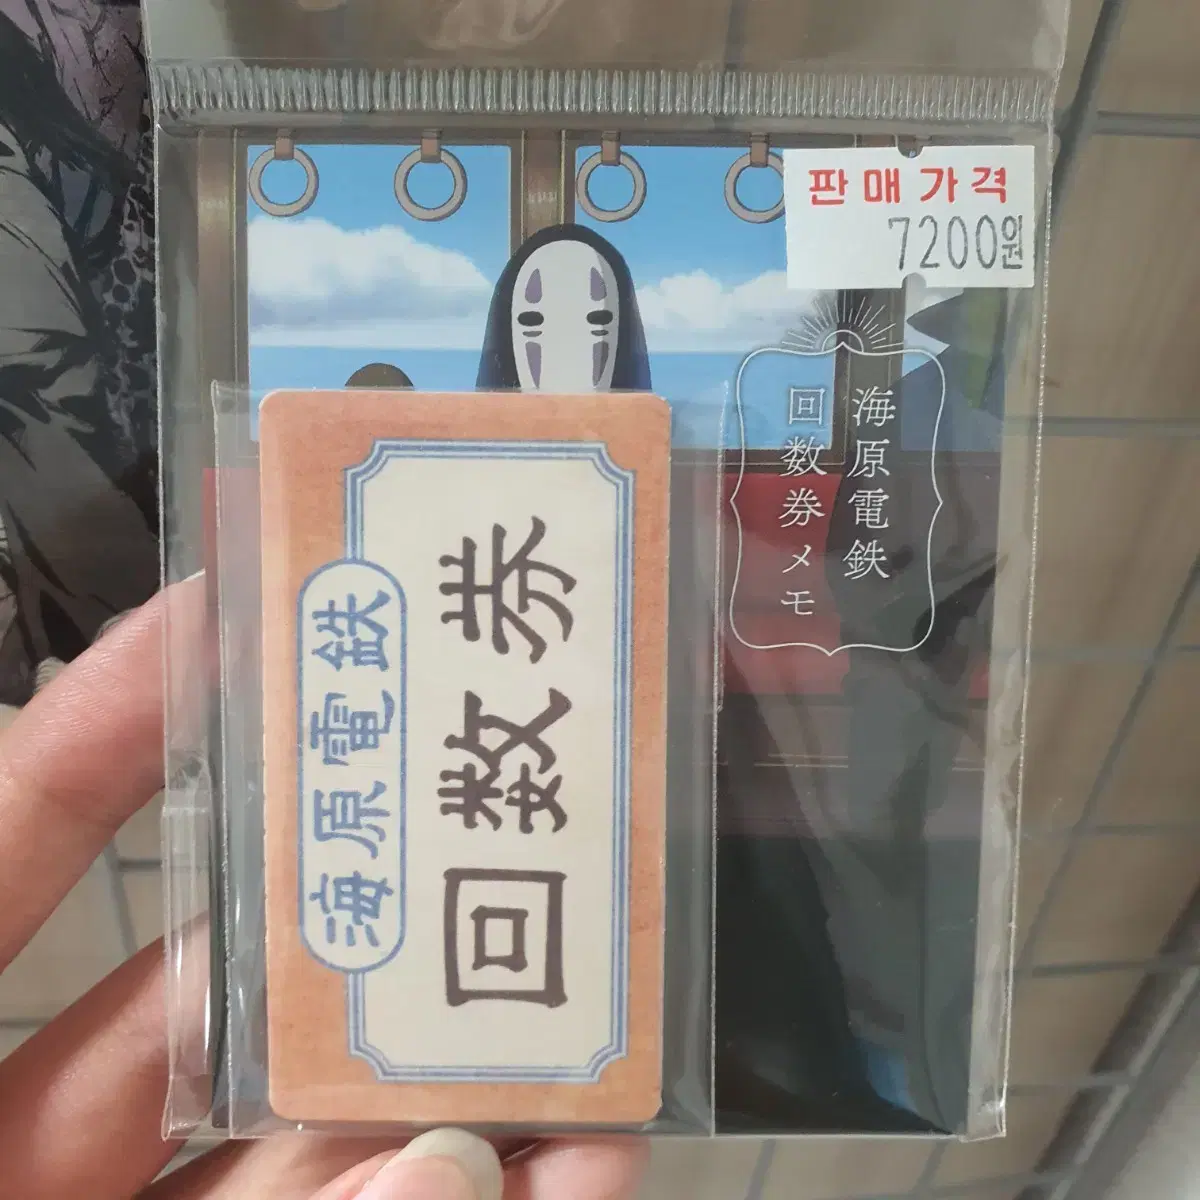 판매가격
7200원
海原電鉄
回数券メモ
海原電鉄
回数券